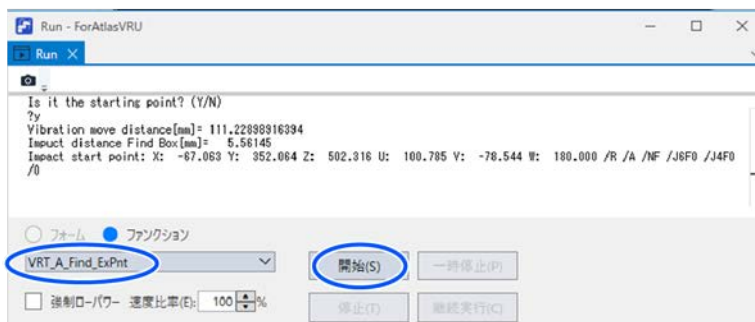 Run - ForAtlasVRU
Run
Is it the starting point? (Y/N)
?y
Vibration move distance[mm]= 111.22898916394
Impuct distance Find Box[mm]= 5.56145
Impact start point: X: -67.063 Y: 352.064 Z: 502.316 U: 100.785 V: -78.544 W: 180.000 /R /A /NF /J6F0 /J4F0
/0
フォーム ファンクション
VRT_A_Find_ExPnt
開始(S) 一時停止(P)
強制ローパワー 速度比率(E): 100 %
停止(T) 継続実行(C)